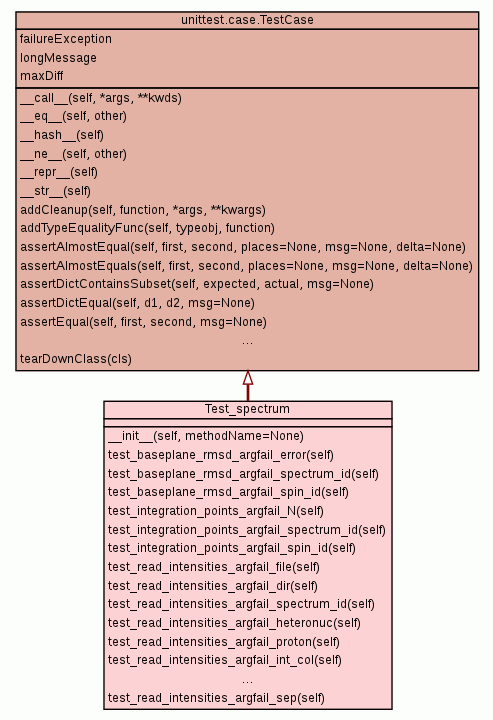 unittest.case.TestCase
failureException
longMessage
maxDiff
__call__(self, *args, **kwds)
__eq__(self, other)
__hash__(self)
__ne__(self, other)
__repr__(self)
__str__(self)
addCleanup(self, function, *args, **kwargs)
addTypeEqualityFunc(self, typeobj, function)
assertAlmostEqual(self, first, second, places=None, msg=None, delta=None)
assertAlmostEquals(self, first, second, places=None, msg=None, delta=None)
assertDictContainsSubset(self, expected, actual, msg=None)
assertDictEqual(self, d1, d2, msg=None)
assertEqual(self, first, second, msg=None)
...
tearDownClass(cls)
Test_spectrum
__init__(self, methodName=None)
test_baseplane_rmsd_argfail_error(self)
test_baseplane_rmsd_argfail_spectrum_id(self)
test_baseplane_rmsd_argfail_spin_id(self)
test_integration_points_argfail_N(self)
test_integration_points_argfail_spectrum_id(self)
test_integration_points_argfail_spin_id(self)
test_read_intensities_argfail_file(self)
test_read_intensities_argfail_dir(self)
test_read_intensities_argfail_spectrum_id(self)
test_read_intensities_argfail_heteronuc(self)
test_read_intensities_argfail_proton(self)
test_read_intensities_argfail_int_col(self)
...
test_read_intensities_argfail_sep(self)